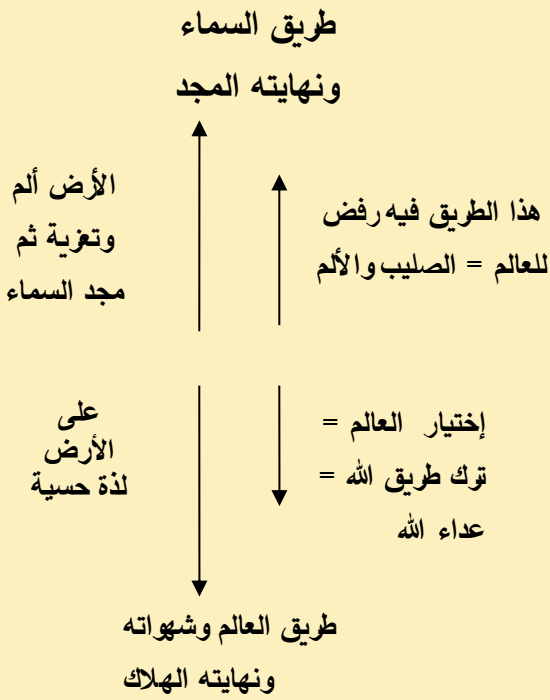 طريق السماء
ونهايته المجد
هذا الطريق فيه رفض
للعالم = الصليب والألم
الأرض ألم
وتعزية ثم
مجد السماء
إختيار العالم =
ترك طريق الله =
عداء الله
على
الأرض
لذة حسية
طريق العالم وشهواته
ونهايته الهلاك